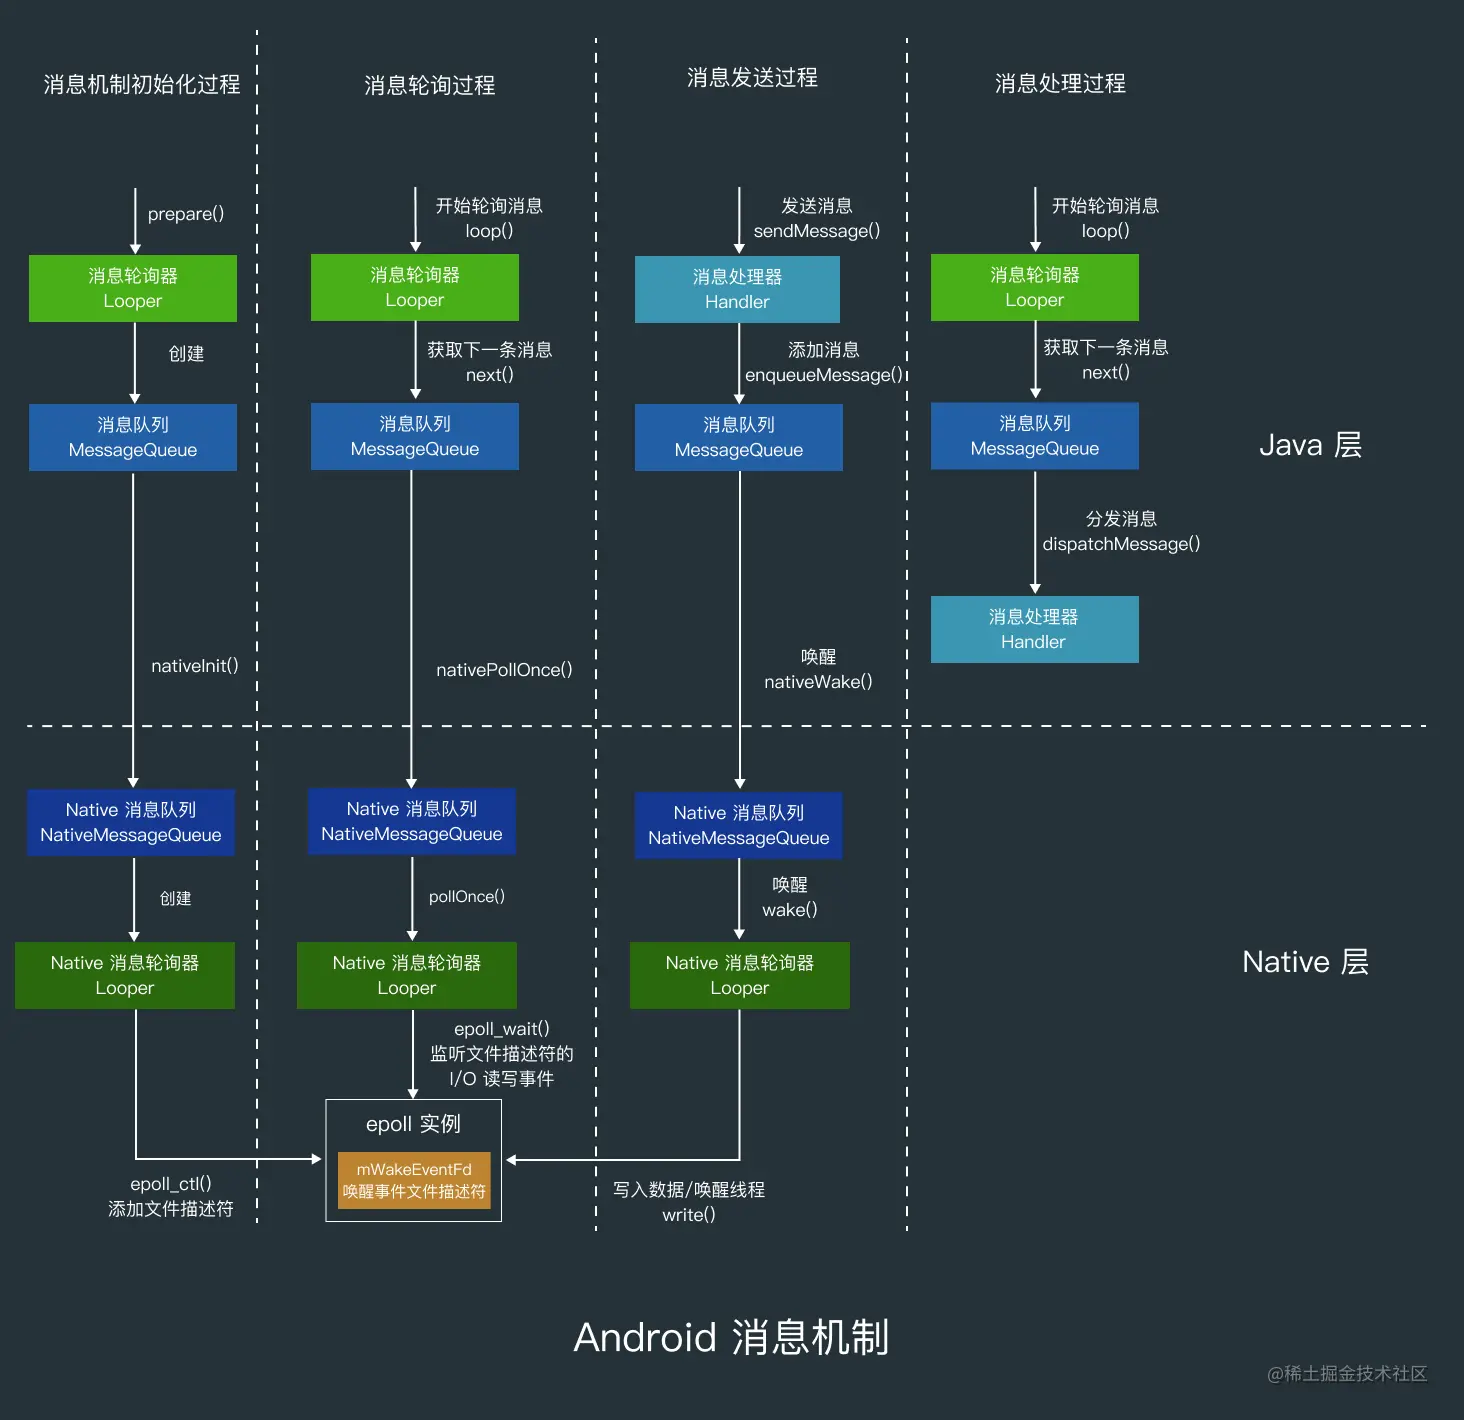 消息机制初始化过程
prepare()
消息轮询器
Looper
创建
消息队列
MessageQueue
nativeInit()
Native 消息队列
NativeMessageQueue
创建
Native 消息轮询器
Looper
epoll_ctl()
添加文件描述符
消息轮询过程
开始轮询消息
loop()
消息轮询器
Looper
获取下一条消息
next()
消息队列
MessageQueue
nativePollOnce()
Native 消息队列
NativeMessageQueue
pollOnce()
Native 消息轮询器
Looper
epoll_wait()
监听文件描述符的
I/O 读写事件
epoll 实例
mWakeEventFd
唤醒事件文件描述符
消息发送过程
发送消息
sendMessage()
消息处理器
Handler
添加消息
enqueueMessage()
消息队列
MessageQueue
唤醒
nativeWake()
Native 消息队列
NativeMessageQueue
唤醒
wake()
Native 消息轮询器
Looper
写入数据/唤醒线程
write()
消息处理过程
开始轮询消息
loop()
消息轮询器
Looper
获取下一条消息
next()
消息队列
MessageQueue
分发消息
dispatchMessage()
消息处理器
Handler
Java 层
Native 层
Android 消息机制
@稀土掘金技术社区